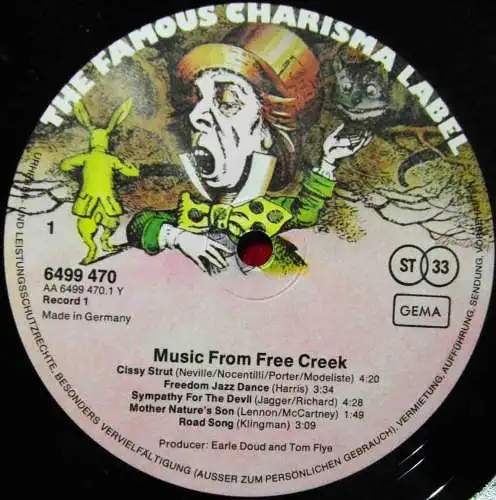 THE FAMOUS CHARISMA LABEL
1
6499 470
AA 6499 470.1 Y
Record 1
Made in Germany
ST 33
GEMA
Music From Free Creek
Cissy Strut (Neville/Nocentilli/Porter/Modeliste) 4:20
Freedom Jazz Dance (Harris) 3:34
Sympathy For The Devil (Jagger/Richard) 4:28
Mother Nature's Son (Lennon/McCartney) 1:49
Road Song (Klingman) 3:09
Producer: Earle Doud and Tom Flye
UND LEISTUNGSSCHUTZRECHTE, BESONDERS VERVIELFÄLTIGUNG (AUSSER ZUM PERSÖNLICHEN GEBRAUCH), VERMIETUNG, AUFFÜHRUNG, SENDUNG,